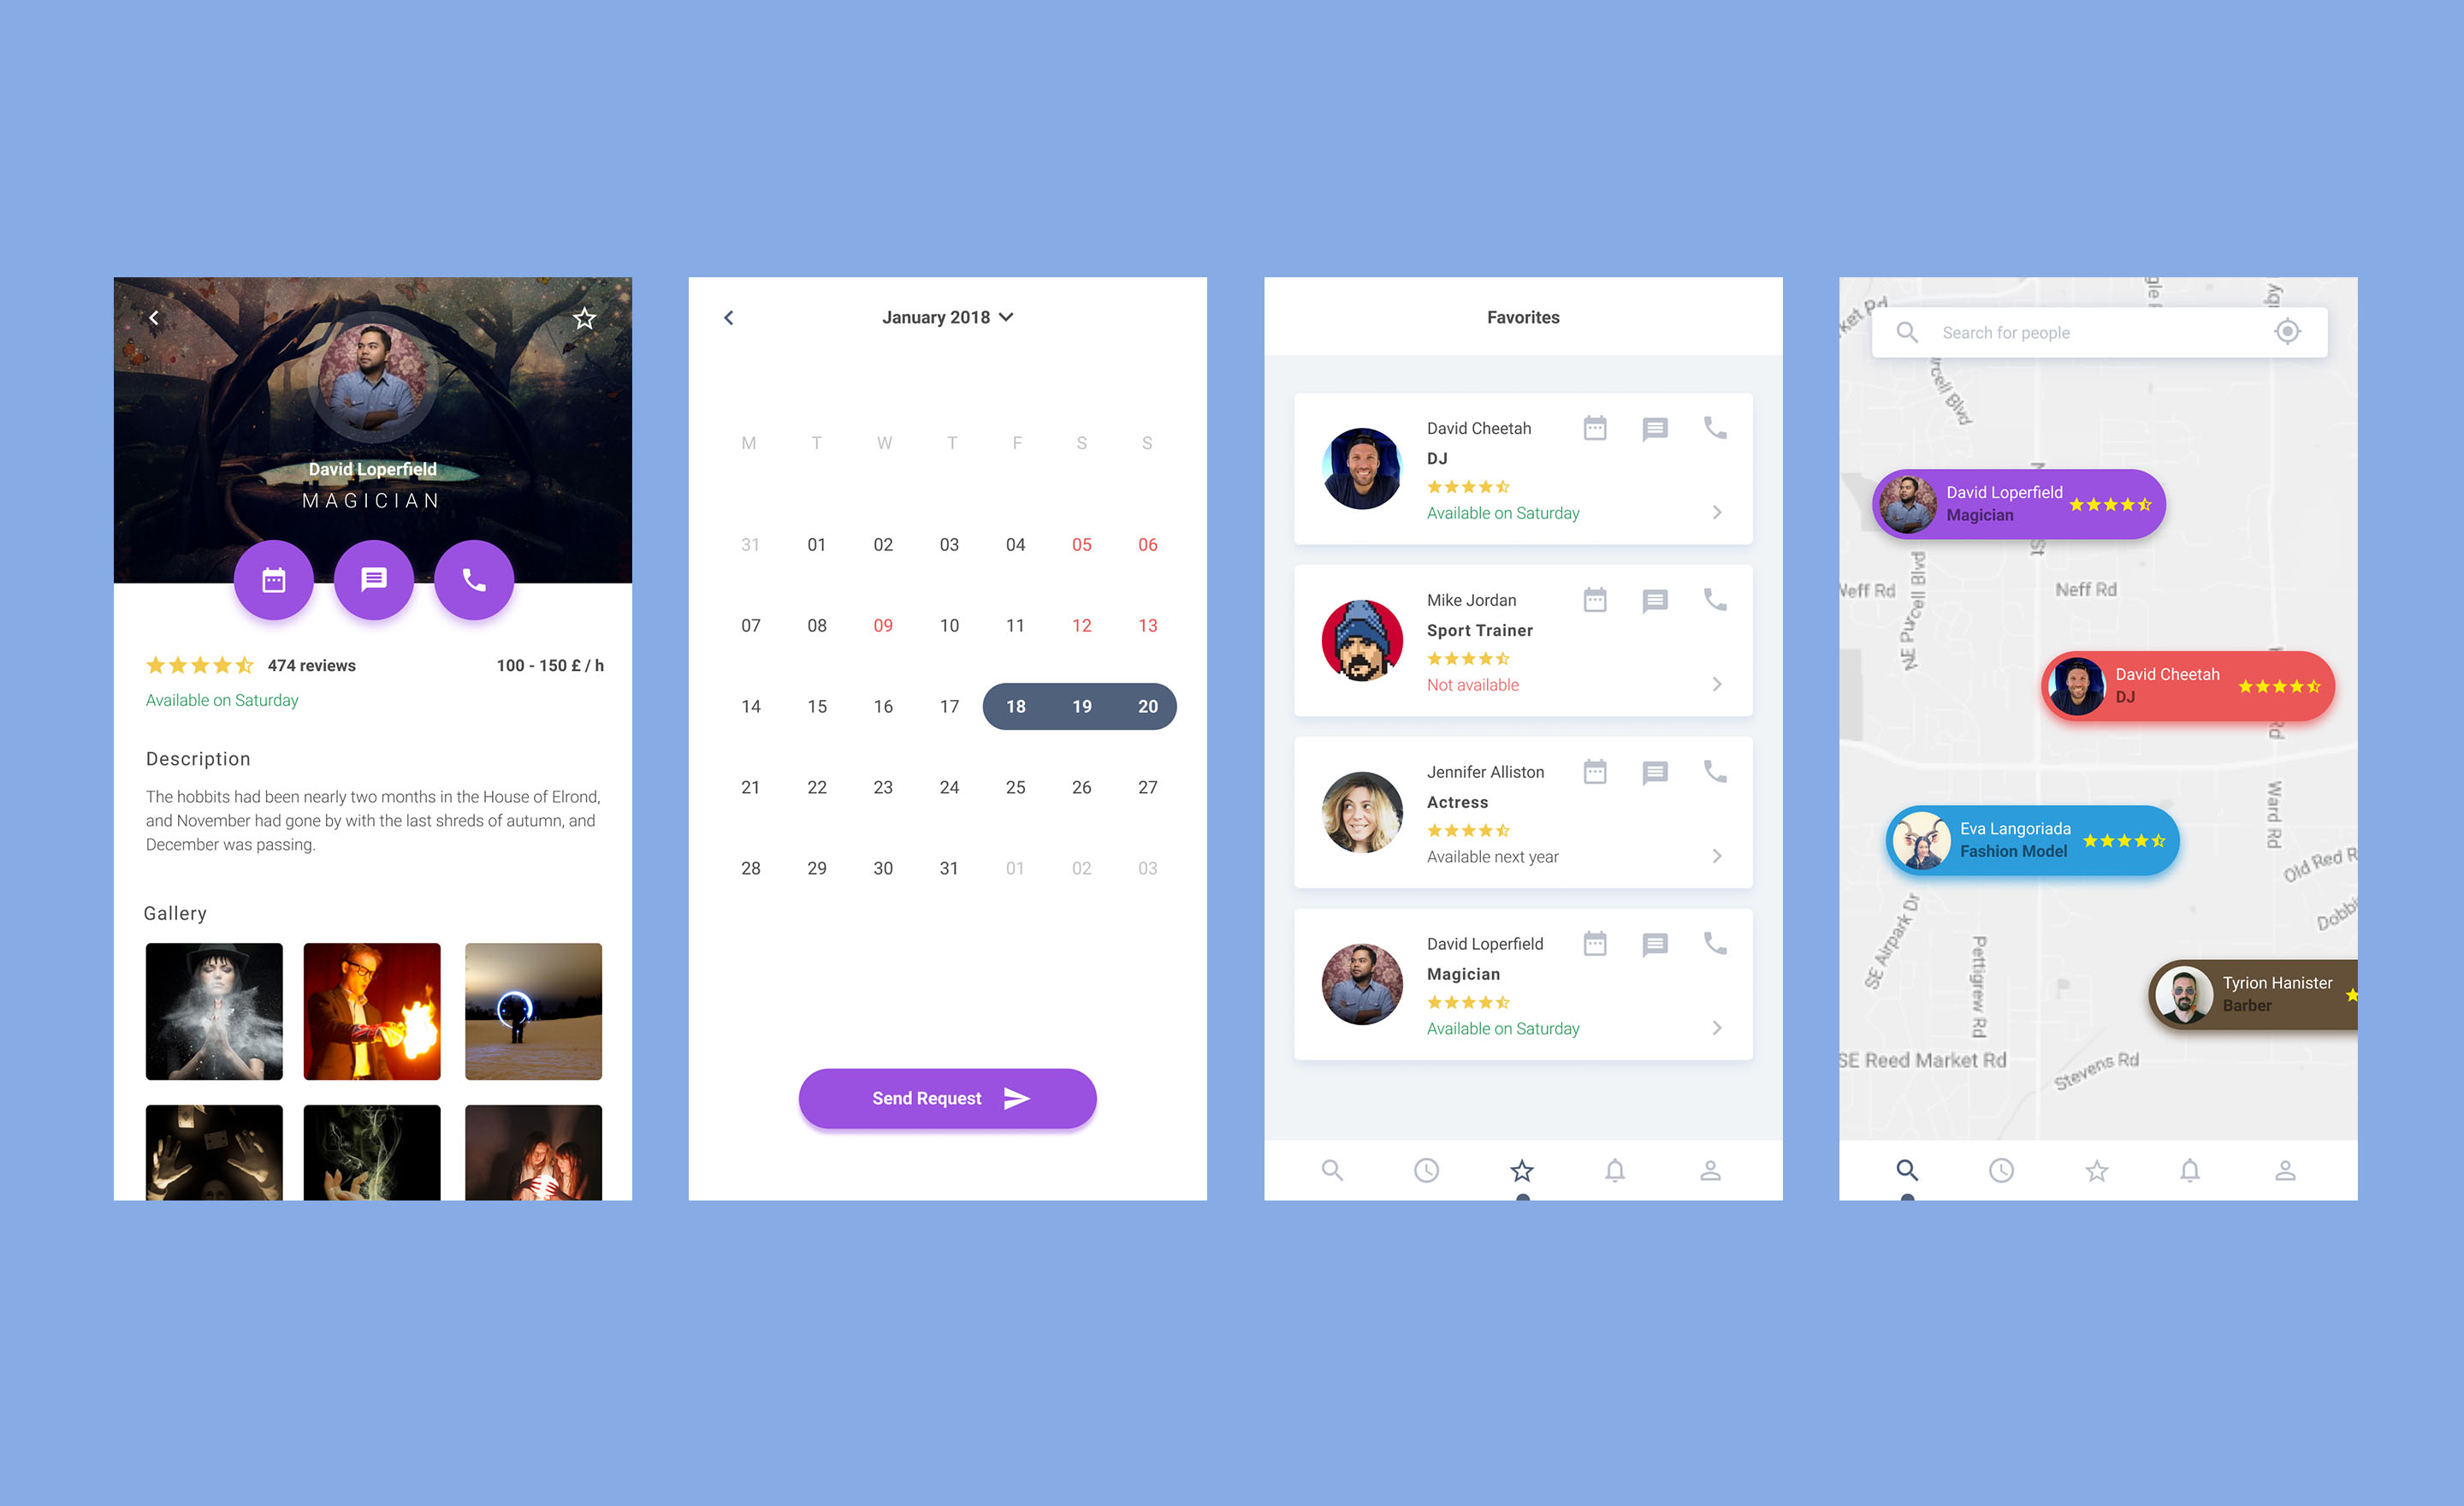 David Loperfield
MAGICIAN
474 reviews
100 - 150 £ / h
Available on Saturday
Description
The hobbits had been nearly two months in the House of Elrond,
and November had gone by with the last shreds of autumn, and
December was passing.
Gallery
January 2018
M T W T F S S
31 01 02 03 04 05 06
07 08 09 10 11 12 13
14 15 16 17 18 19 20
21 22 23 24 25 26 27
28 29 30 31 01 02 03
Send Request
Favorites
David Cheetah
DJ
Available on Saturday
Mike Jordan
Sport Trainer
Not available
Jennifer Alliston
Actress
Available next year
David Loperfield
Magician
Available on Saturday
Search for people
David Loperfield
Magician
St
Neff Rd
Neff Rd
NE Purcell Blvd
David Cheetah
DJ
Rd
Ward Rd
Eva Langoriada
Fashion Model
Old Red R
Dobbi
SE Airpark Dr
Pettigrew Rd
Tyrion Hanister
Barber
SE Reed Market Rd
Stevens Rd